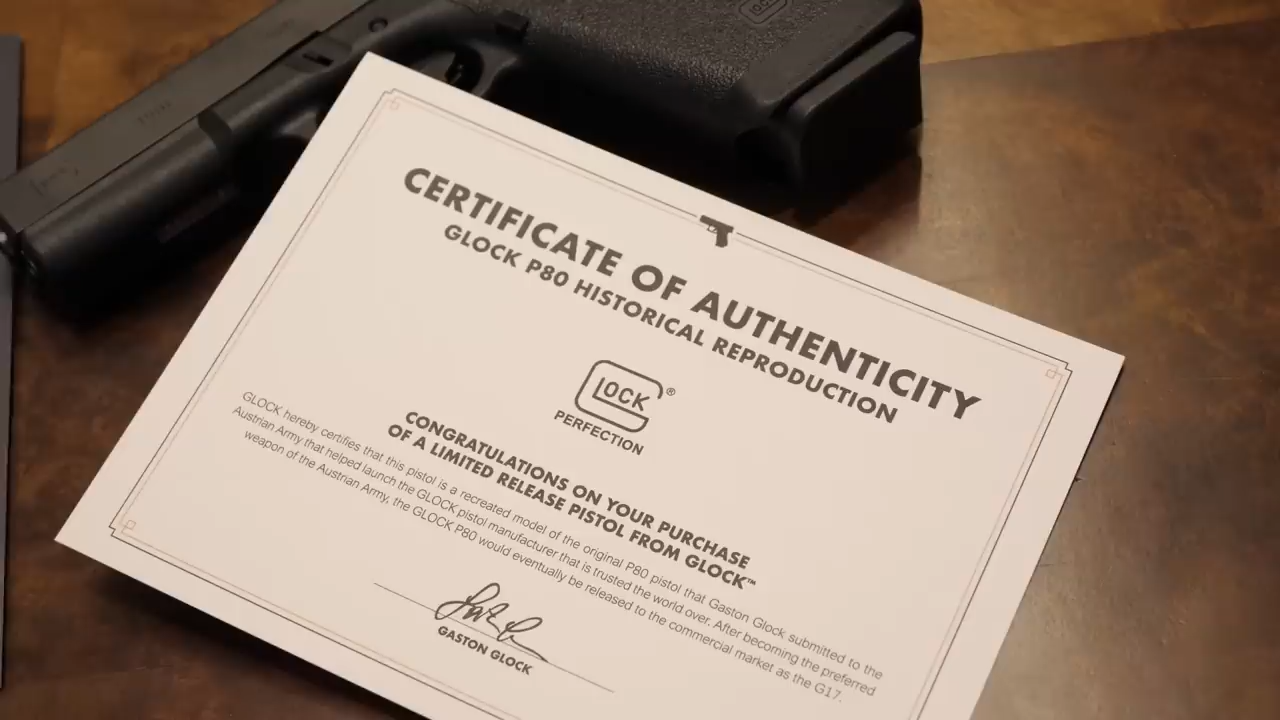 GLOCK
CERTIFICATE OF AUTHENTICITY
GLOCK P80 HISTORICAL REPRODUCTION
GLOCK®
PERFECTION
CONGRATULATIONS ON YOUR PURCHASE
OF A LIMITED RELEASE PISTOL FROM GLOCK™
GLOCK hereby certifies that this pistol is a recreated model of the original P80 pistol that Gaston Glock submitted to the
Austrian Army that helped launch the GLOCK pistol manufacturer that is trusted the world over. After becoming the preferred
weapon of the Austrian Army, the GLOCK P80 would eventually be released to the commercial market as the G17.
GASTON GLOCK